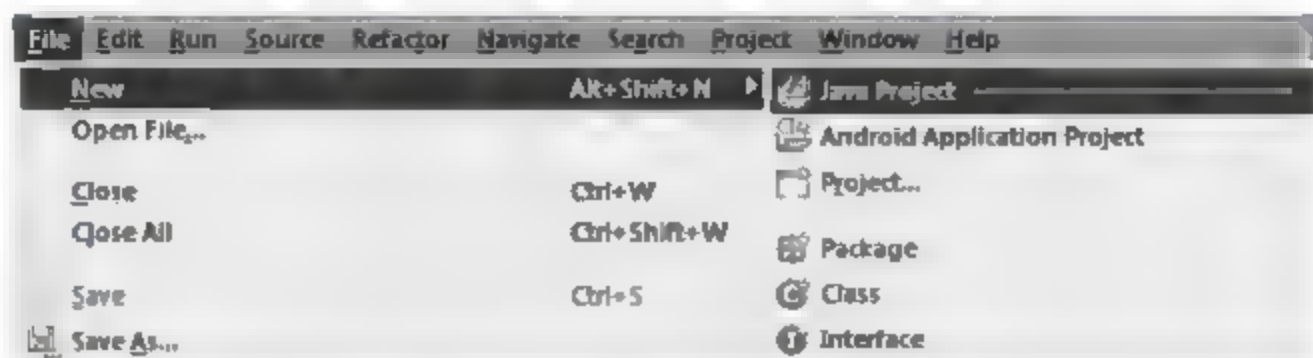 File Edit Run Source Refactor Navigate Search Project Window Help
New Alt+Shift+N
Open File...
Close Ctrl+W
Close All Ctrl+Shift+W
Save Ctrl+S
Save As...
Java Project
Android Application Project
Project...
Package
Class
Interface